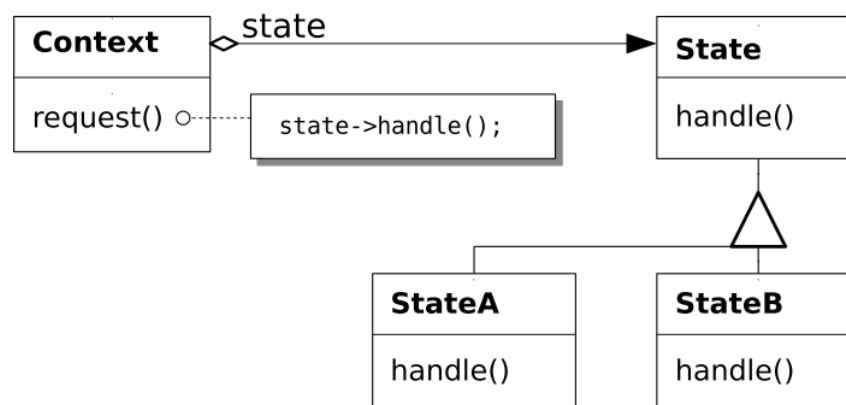 Context
state
State
request()
state->handle();
handle()
StateA
StateB
handle()
handle()